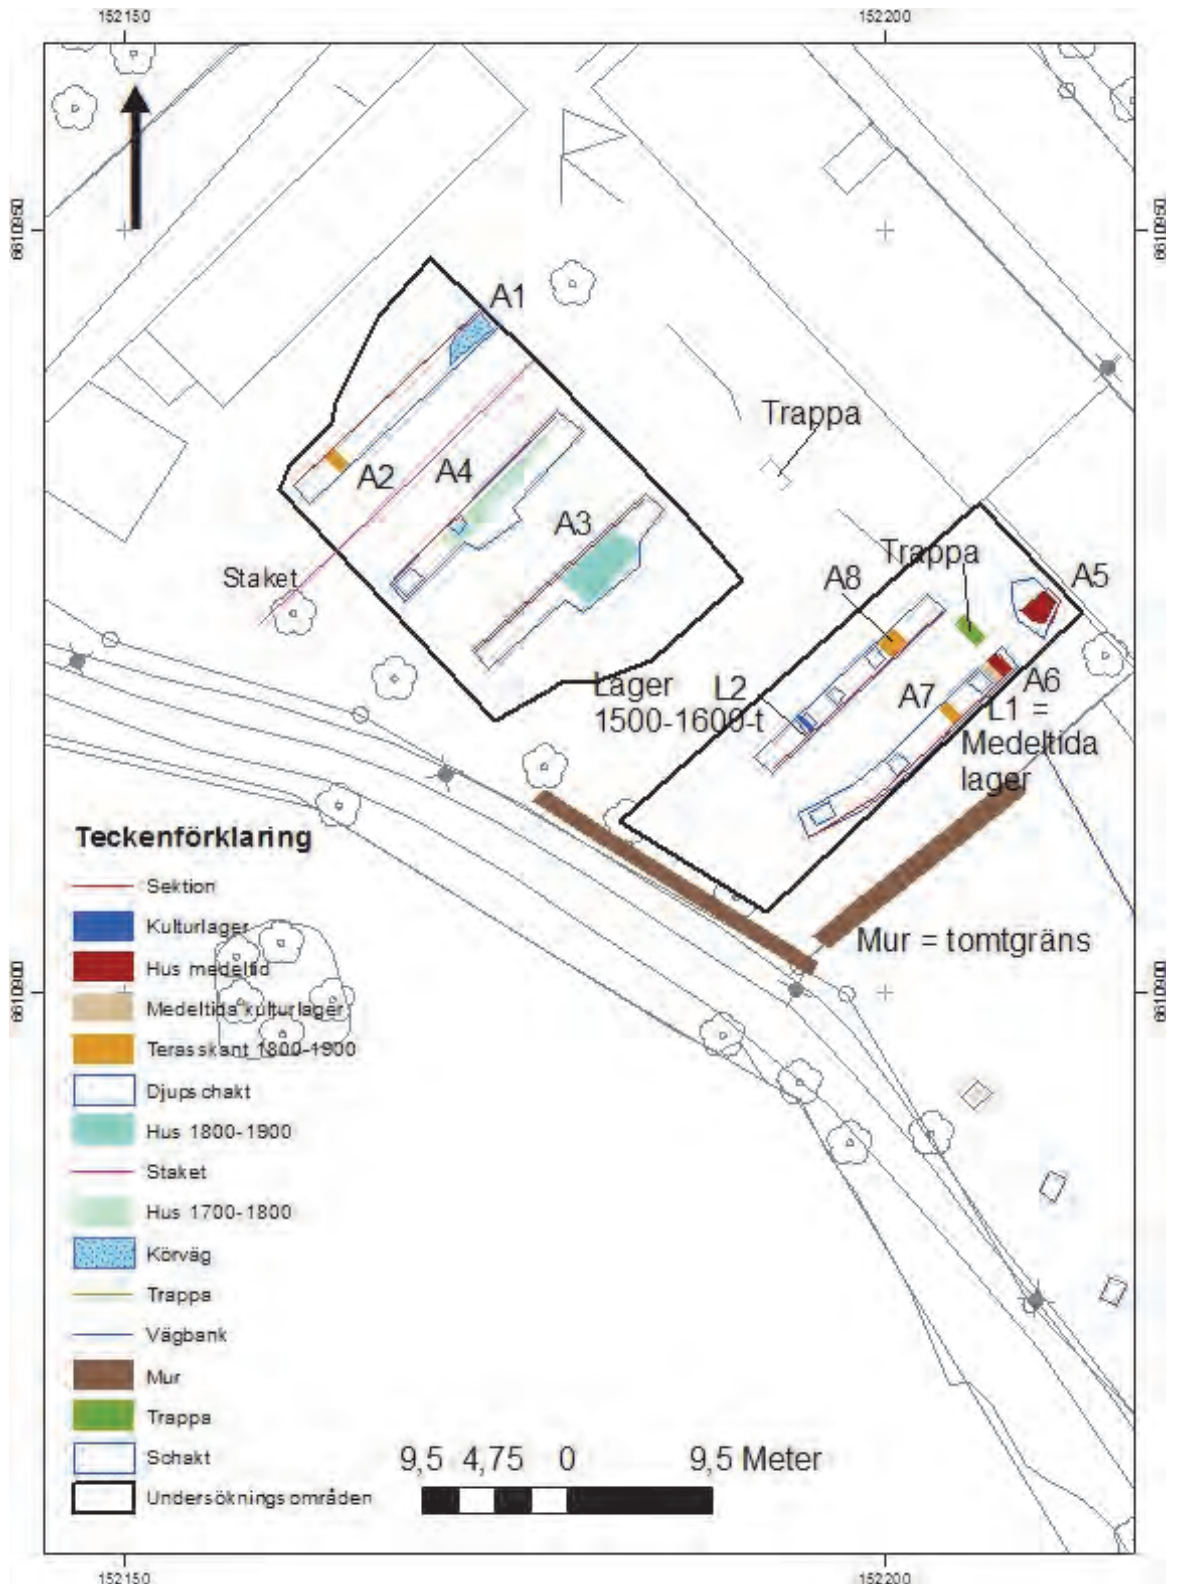 152150
152200
6610950
6610950
A1
Trappa
A2
A4
A3
Trappa
A8
A5
Staket
Lager
1500-1600-t
L2
A7
A6
L1 =
Medeltida
lager
Mur = tomtgräns
6610900
6610900
Teckenförklaring
Sektion
Kulturlager
Hus medeltid
Medeltida kulturlager
Terasskant 1800-1900
Djupschakt
Hus 1800-1900
Staket
Hus 1700-1800
Körväg
Trappa
Vägbank
Mur
Trappa
Schakt
Undersökningsområden
9,5 4,75 0 9,5 Meter
152150
152200